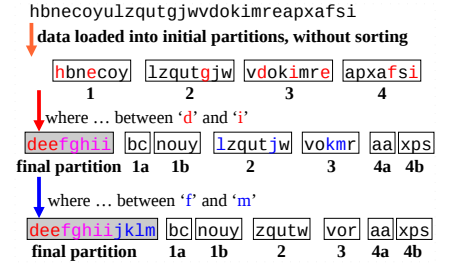 hbnecoyulzqutgjwvdokimreapxafsi
data loaded into initial partitions, without sorting
hbnecoy lzqutgjw vdokimre apxafsi
1 2 3 4
where … between ‘d’ and ‘i’
deefghii bc nouy lzqutjw vokmr aa xps
final partition 1a 1b 2 3 4a 4b
where … between ‘f’ and ‘m’
deefghiijklm bc nouy zqutw vor aa xps
final partition 1a 1b 2 3 4a 4b